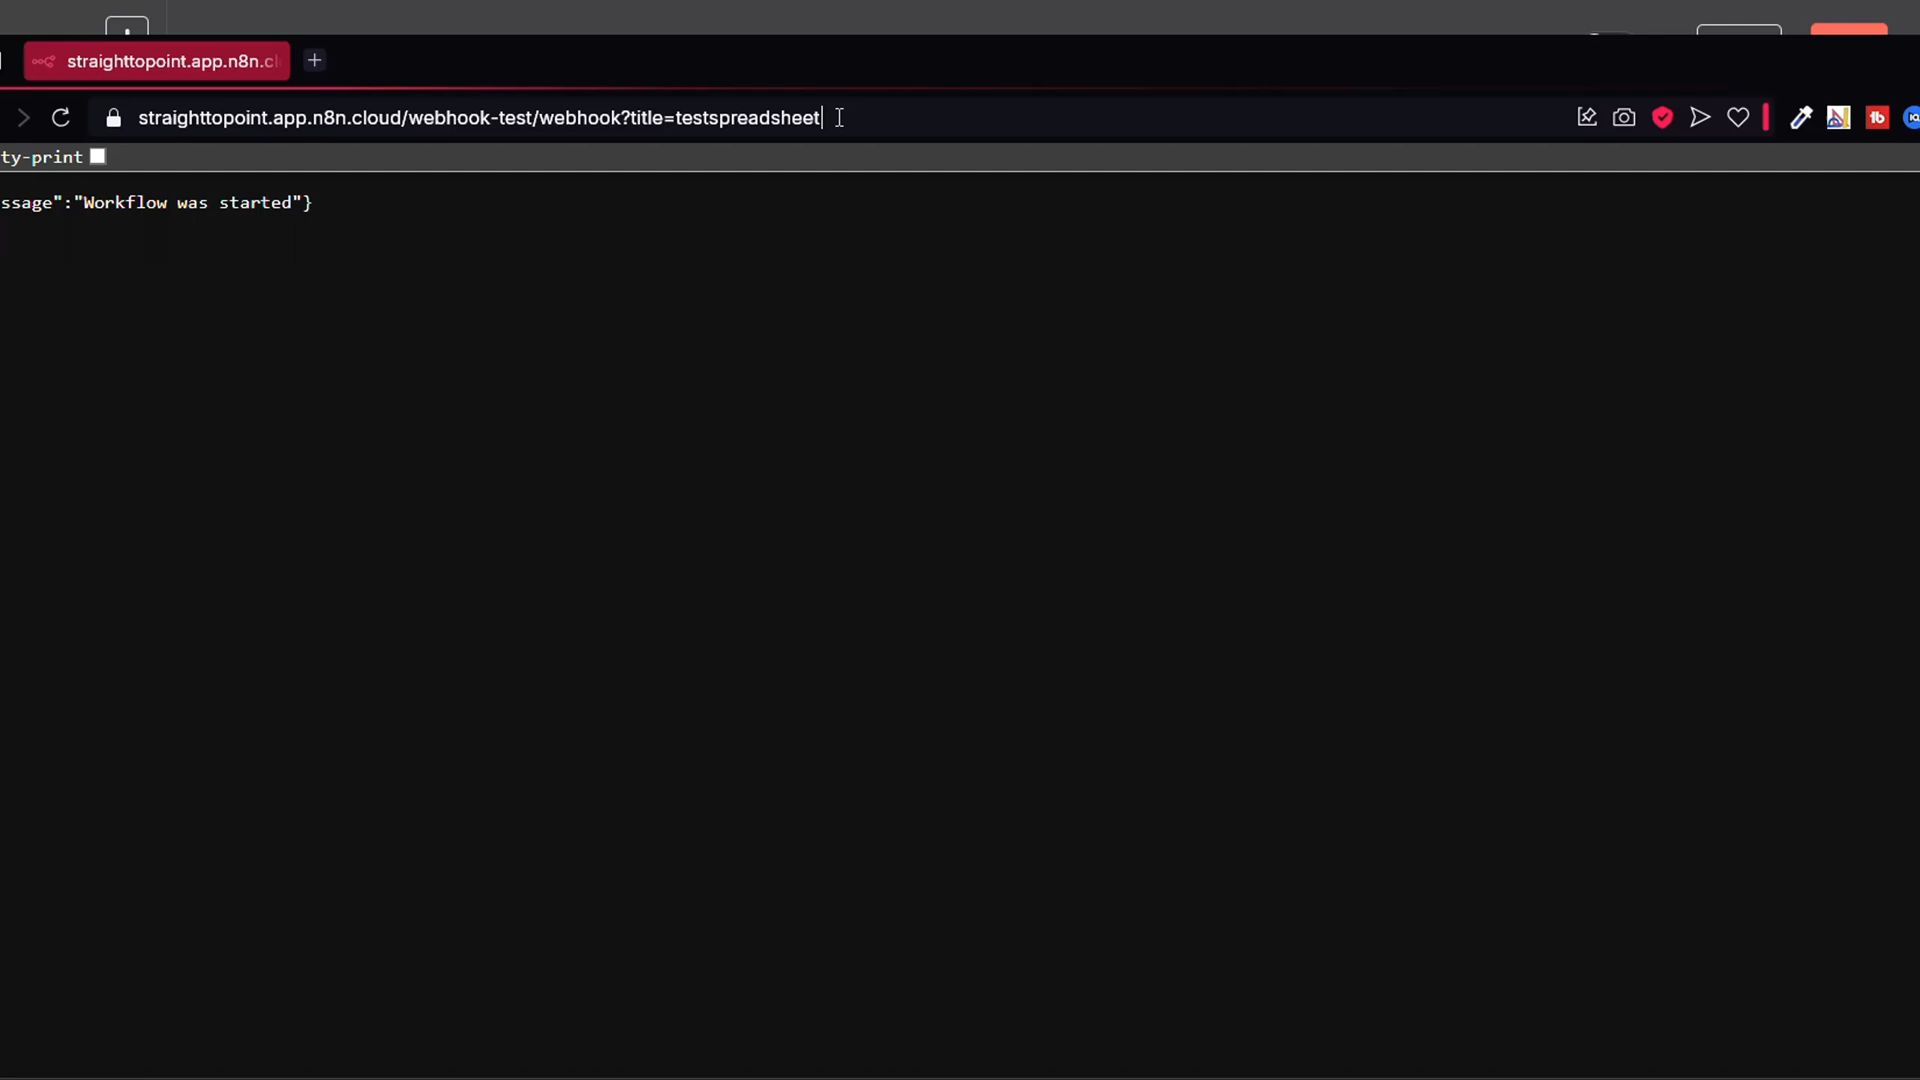 straighttopoint.app.n8n.cl
straighttopoint.app.n8n.cloud/webhook-test/webhook?title=testspreadsheet
ty-print
ssage":"Workflow was started"}